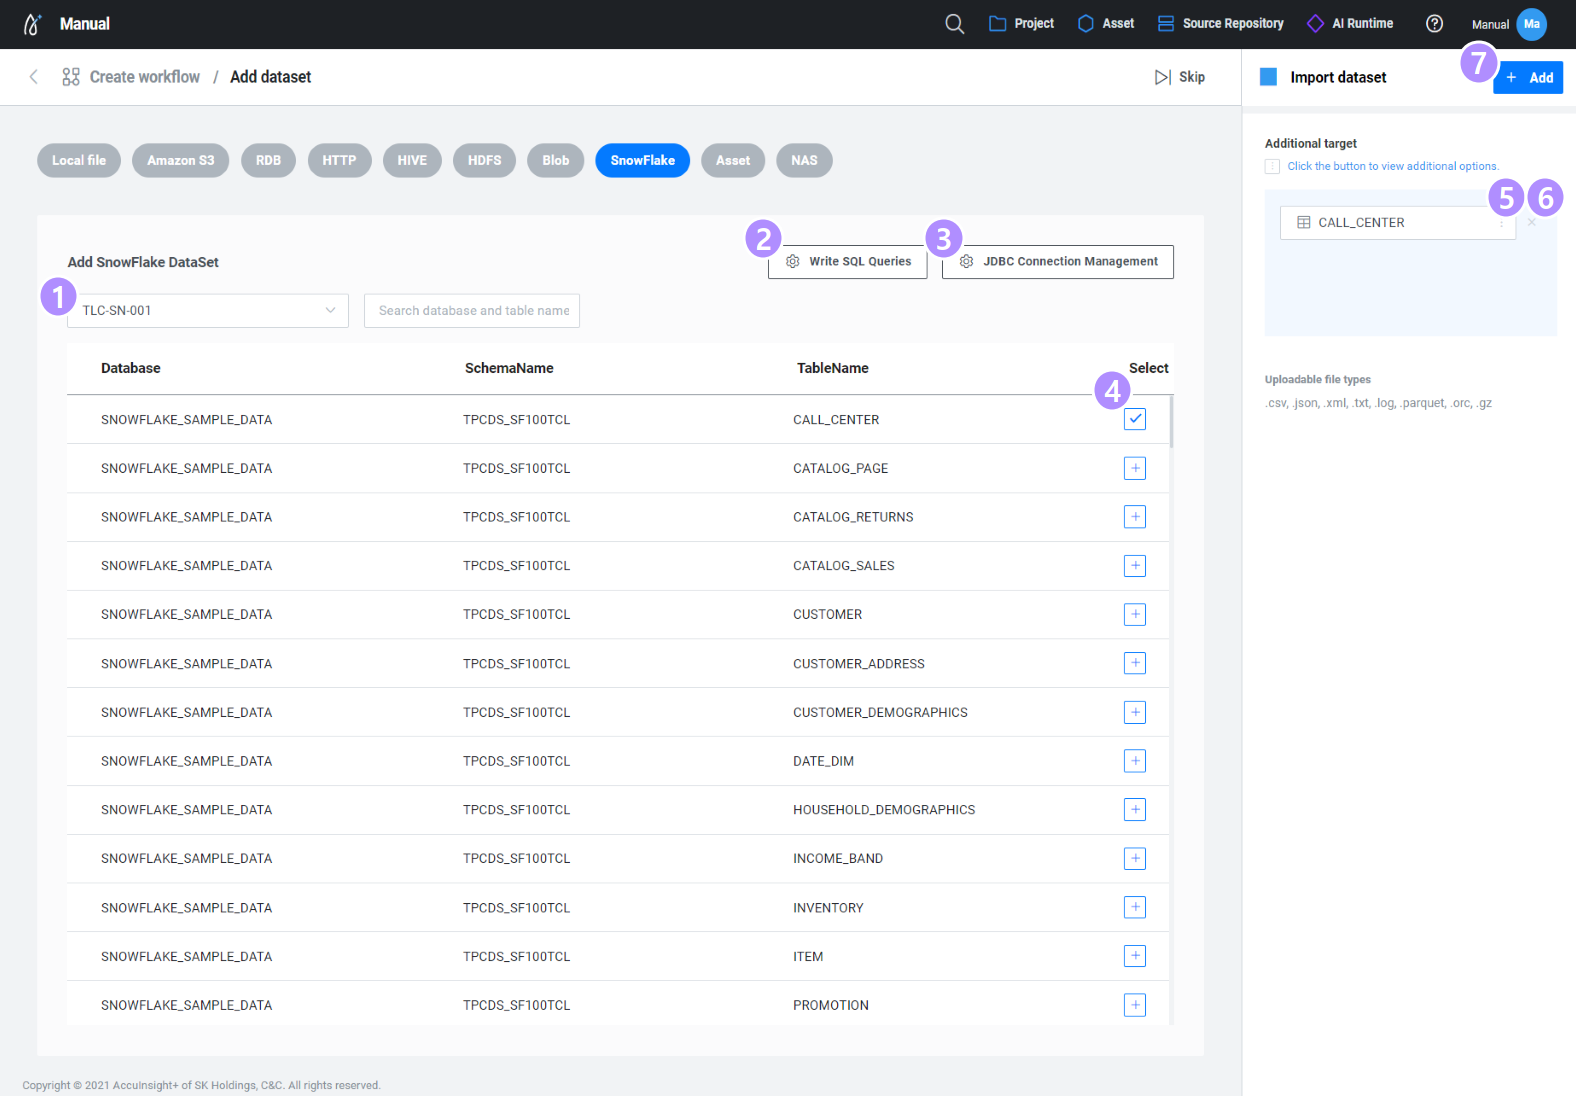 Manual
Project
Asset
Source Repository
AI Runtime
Manual
Ma
Create workflow / Add dataset
Skip
Import dataset
7
+ Add
Local file
Amazon S3
RDB
HTTP
HIVE
HDFS
Blob
SnowFlake
Asset
NAS
Additional target
Click the button to view additional options.
5
6
CALL_CENTER
Uploadable file types
.csv, .json, .xml, .txt, .log, .parquet, .orc, .gz
Add SnowFlake DataSet
2
Write SQL Queries
3
JDBC Connection Management
1
TLC-SN-001
Search database and table name
Database SchemaName TableName Select
4
SNOWFLAKE_SAMPLE_DATA TPCDS_SF100TCL CALL_CENTER
SNOWFLAKE_SAMPLE_DATA TPCDS_SF100TCL CATALOG_PAGE
SNOWFLAKE_SAMPLE_DATA TPCDS_SF100TCL CATALOG_RETURNS
SNOWFLAKE_SAMPLE_DATA TPCDS_SF100TCL CATALOG_SALES
SNOWFLAKE_SAMPLE_DATA TPCDS_SF100TCL CUSTOMER
SNOWFLAKE_SAMPLE_DATA TPCDS_SF100TCL CUSTOMER_ADDRESS
SNOWFLAKE_SAMPLE_DATA TPCDS_SF100TCL CUSTOMER_DEMOGRAPHICS
SNOWFLAKE_SAMPLE_DATA TPCDS_SF100TCL DATE_DIM
SNOWFLAKE_SAMPLE_DATA TPCDS_SF100TCL HOUSEHOLD_DEMOGRAPHICS
SNOWFLAKE_SAMPLE_DATA TPCDS_SF100TCL INCOME_BAND
SNOWFLAKE_SAMPLE_DATA TPCDS_SF100TCL INVENTORY
SNOWFLAKE_SAMPLE_DATA TPCDS_SF100TCL ITEM
SNOWFLAKE_SAMPLE_DATA TPCDS_SF100TCL PROMOTION
Copyright © 2021 AccuInsight+ of SK Holdings, C&C. All rights reserved.